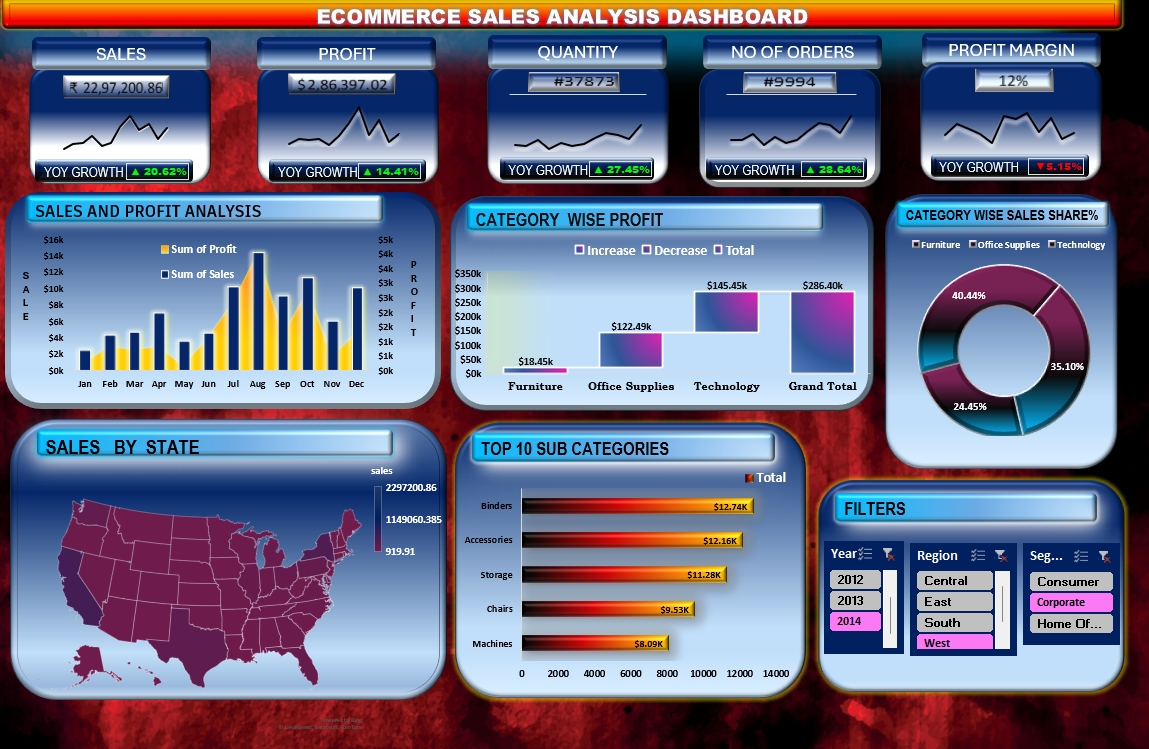 ECOMMERCE SALES ANALYSIS DASHBOARD
SALES
₹ 22,97,200.86
YOY GROWTH ▲ 20.62%
PROFIT
$2,86,397.02
YOY GROWTH ▲ 14.41%
QUANTITY
#37873
YOY GROWTH ▲ 27.45%
NO OF ORDERS
#9994
YOY GROWTH ▲ 28.64%
PROFIT MARGIN
12%
YOY GROWTH ▼5.15%
SALES AND PROFIT ANALYSIS
Sum of Profit
Sum of Sales
SALE
$16k
$14k
$12k
$10k
$8k
$6k
$4k
$2k
$0k
$5k
$4k
$4k
$3k
$3k
$2k
$2k
$1k
$1k
$0k
PROFIT
Jan Feb Mar Apr May Jun Jul Aug Sep Oct Nov Dec
CATEGORY WISE PROFIT
Increase Decrease Total
$350k
$300k
$250k
$200k
$150k
$100k
$50k
$0k
$18.45k
$122.49k
$145.45k
$286.40k
Furniture Office Supplies Technology Grand Total
CATEGORY WISE SALES SHARE%
Furniture Office Supplies Technology
40.44%
35.10%
24.45%
SALES BY STATE
sales
2297200.86
1149060.385
919.91
TOP 10 SUB CATEGORIES
Total
Binders $12.74K
Accessories $12.16K
Storage $11.28K
Chairs $9.53K
Machines $8.09K
0 2000 4000 6000 8000 10000 12000 14000
FILTERS
Year
2012
2013
2014
Region
Central
East
South
West
Seg...
Consumer
Corporate
Home Of...